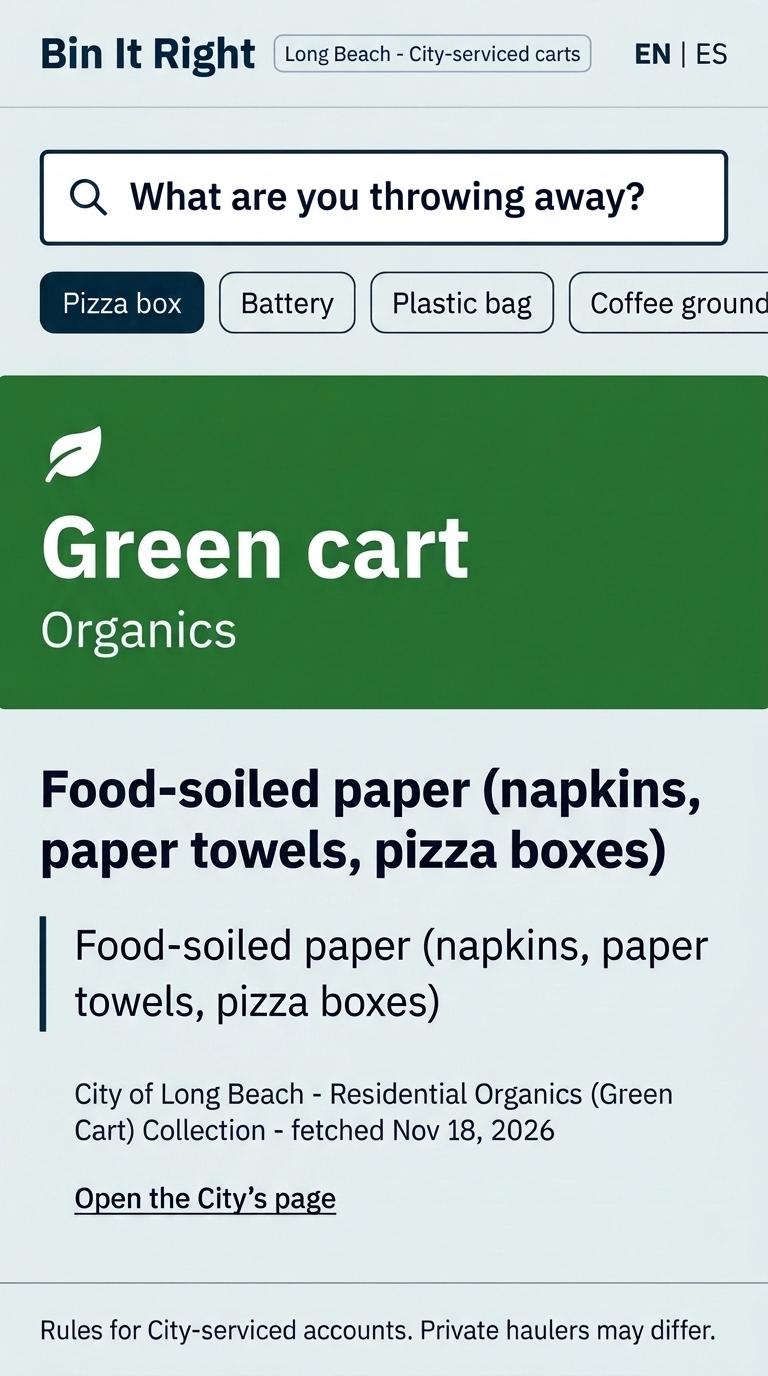 Bin It Right
Long Beach - City-serviced carts
EN | ES
What are you throwing away?
Pizza box
Battery
Plastic bag
Coffee ground
Green cart
Organics
Food-soiled paper (napkins,
paper towels, pizza boxes)
Food-soiled paper (napkins, paper
towels, pizza boxes)
City of Long Beach - Residential Organics (Green
Cart) Collection - fetched Nov 18, 2026
Open the City’s page
Rules for City-serviced accounts. Private haulers may differ.